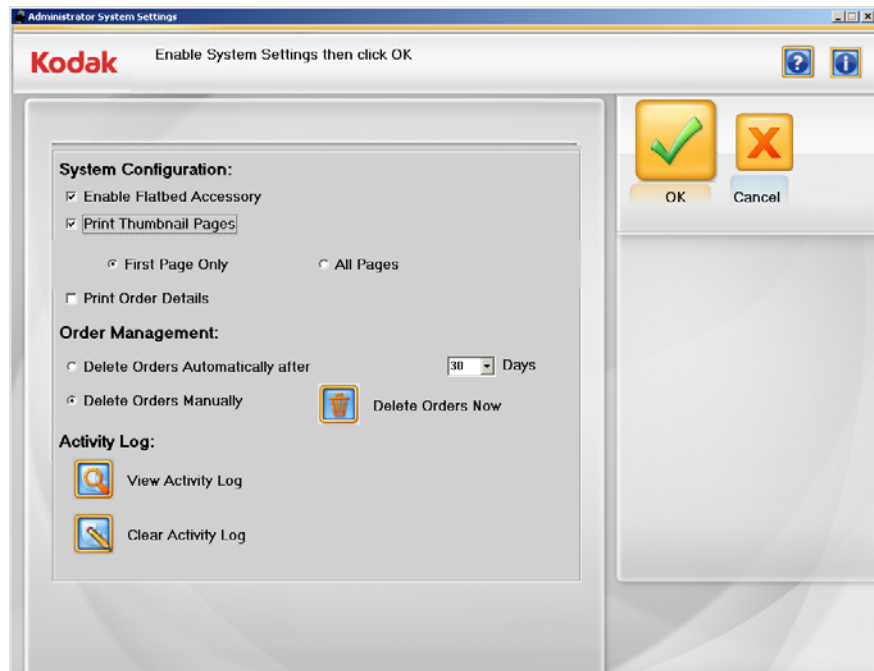 Administrator System Settings
Kodak
Enable System Settings then click OK
System Configuration:
Enable Flatbed Accessory
Print Thumbnail Pages
First Page Only
All Pages
Print Order Details
Order Management:
Delete Orders Automatically after
30
Days
Delete Orders Manually
Delete Orders Now
Activity Log:
View Activity Log
Clear Activity Log
OK
Cancel